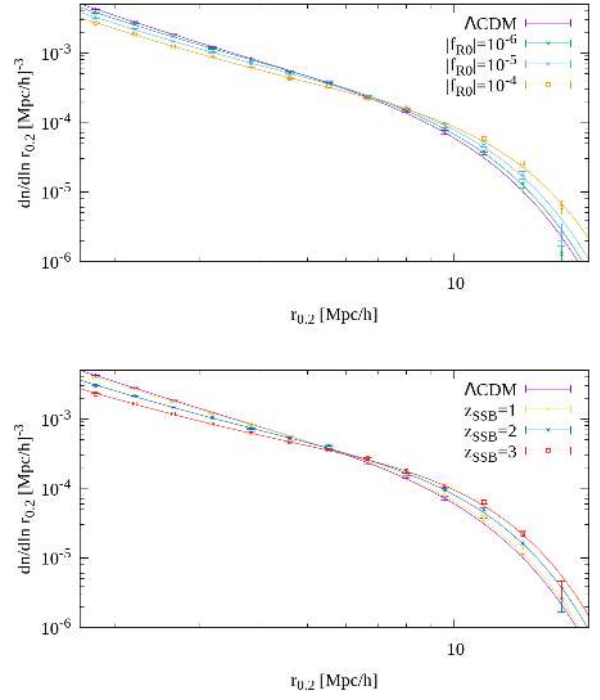 10⁻³
10⁻⁴
10⁻⁵
10⁻⁶
dn/dln r₀.₂ [Mpc/h]⁻³
ΛCDM
|fR0|=10⁻⁶
|fR0|=10⁻⁵
|fR0|=10⁻⁴
10
r₀.₂ [Mpc/h]
10⁻³
10⁻⁴
10⁻⁵
10⁻⁶
dn/dln r₀.₂ [Mpc/h]⁻³
ΛCDM
zSSB=1
zSSB=2
zSSB=3
10
r₀.₂ [Mpc/h]